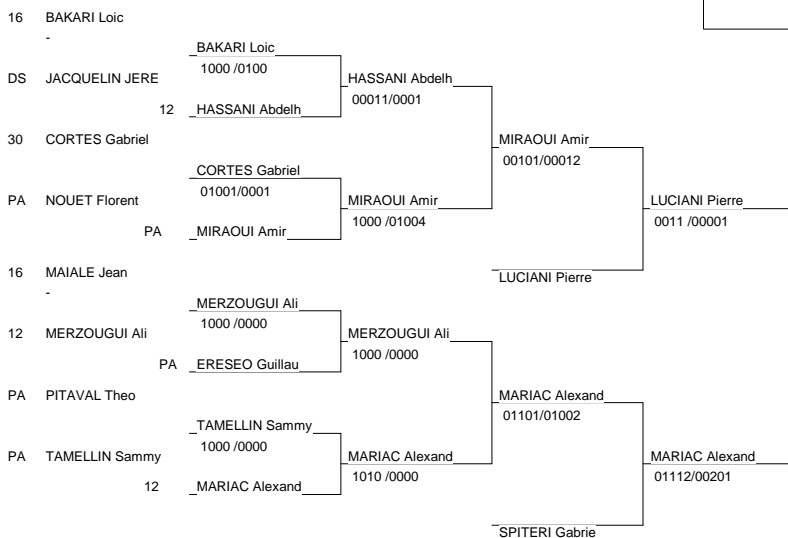 16 BAKARI Loic
-
BAKARI Loic
1000 /0100
DS JACQUELIN JERE
HASSANI Abdelh
00011/0001
12 HASSANI Abdelh
30 CORTES Gabriel
MIRAOUI Amir
00101/00012
CORTES Gabriel
01001/0001
PA NOUET Florent
MIRAOUI Amir
1000 /01004
LUCIANI Pierre
0011 /00001
PA MIRAOUI Amir
16 MAIALE Jean
-
LUCIANI Pierre
MERZOUGUI Ali
1000 /0000
12 MERZOUGUI Ali
MERZOUGUI Ali
1000 /0000
PA ERESEO Guillau
PA PITAVAL Theo
MARIAC Alexand
01101/01002
TAMELLIN Sammy
1000 /0000
PA TAMELLIN Sammy
MARIAC Alexand
1010 /0000
MARIAC Alexand
01112/00201
12 MARIAC Alexand
SPITERI Gabrie